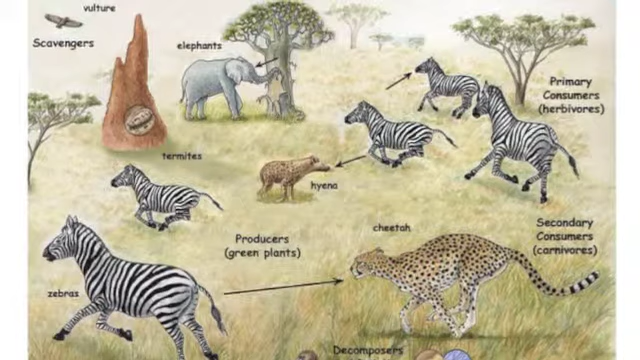 vulture
Scavengers
elephants
Primary
Consumers
(herbivores)
termites
hyena
Producers
(green plants)
cheetah
Secondary
Consumers
(carnivores)
zebras
Decomposers